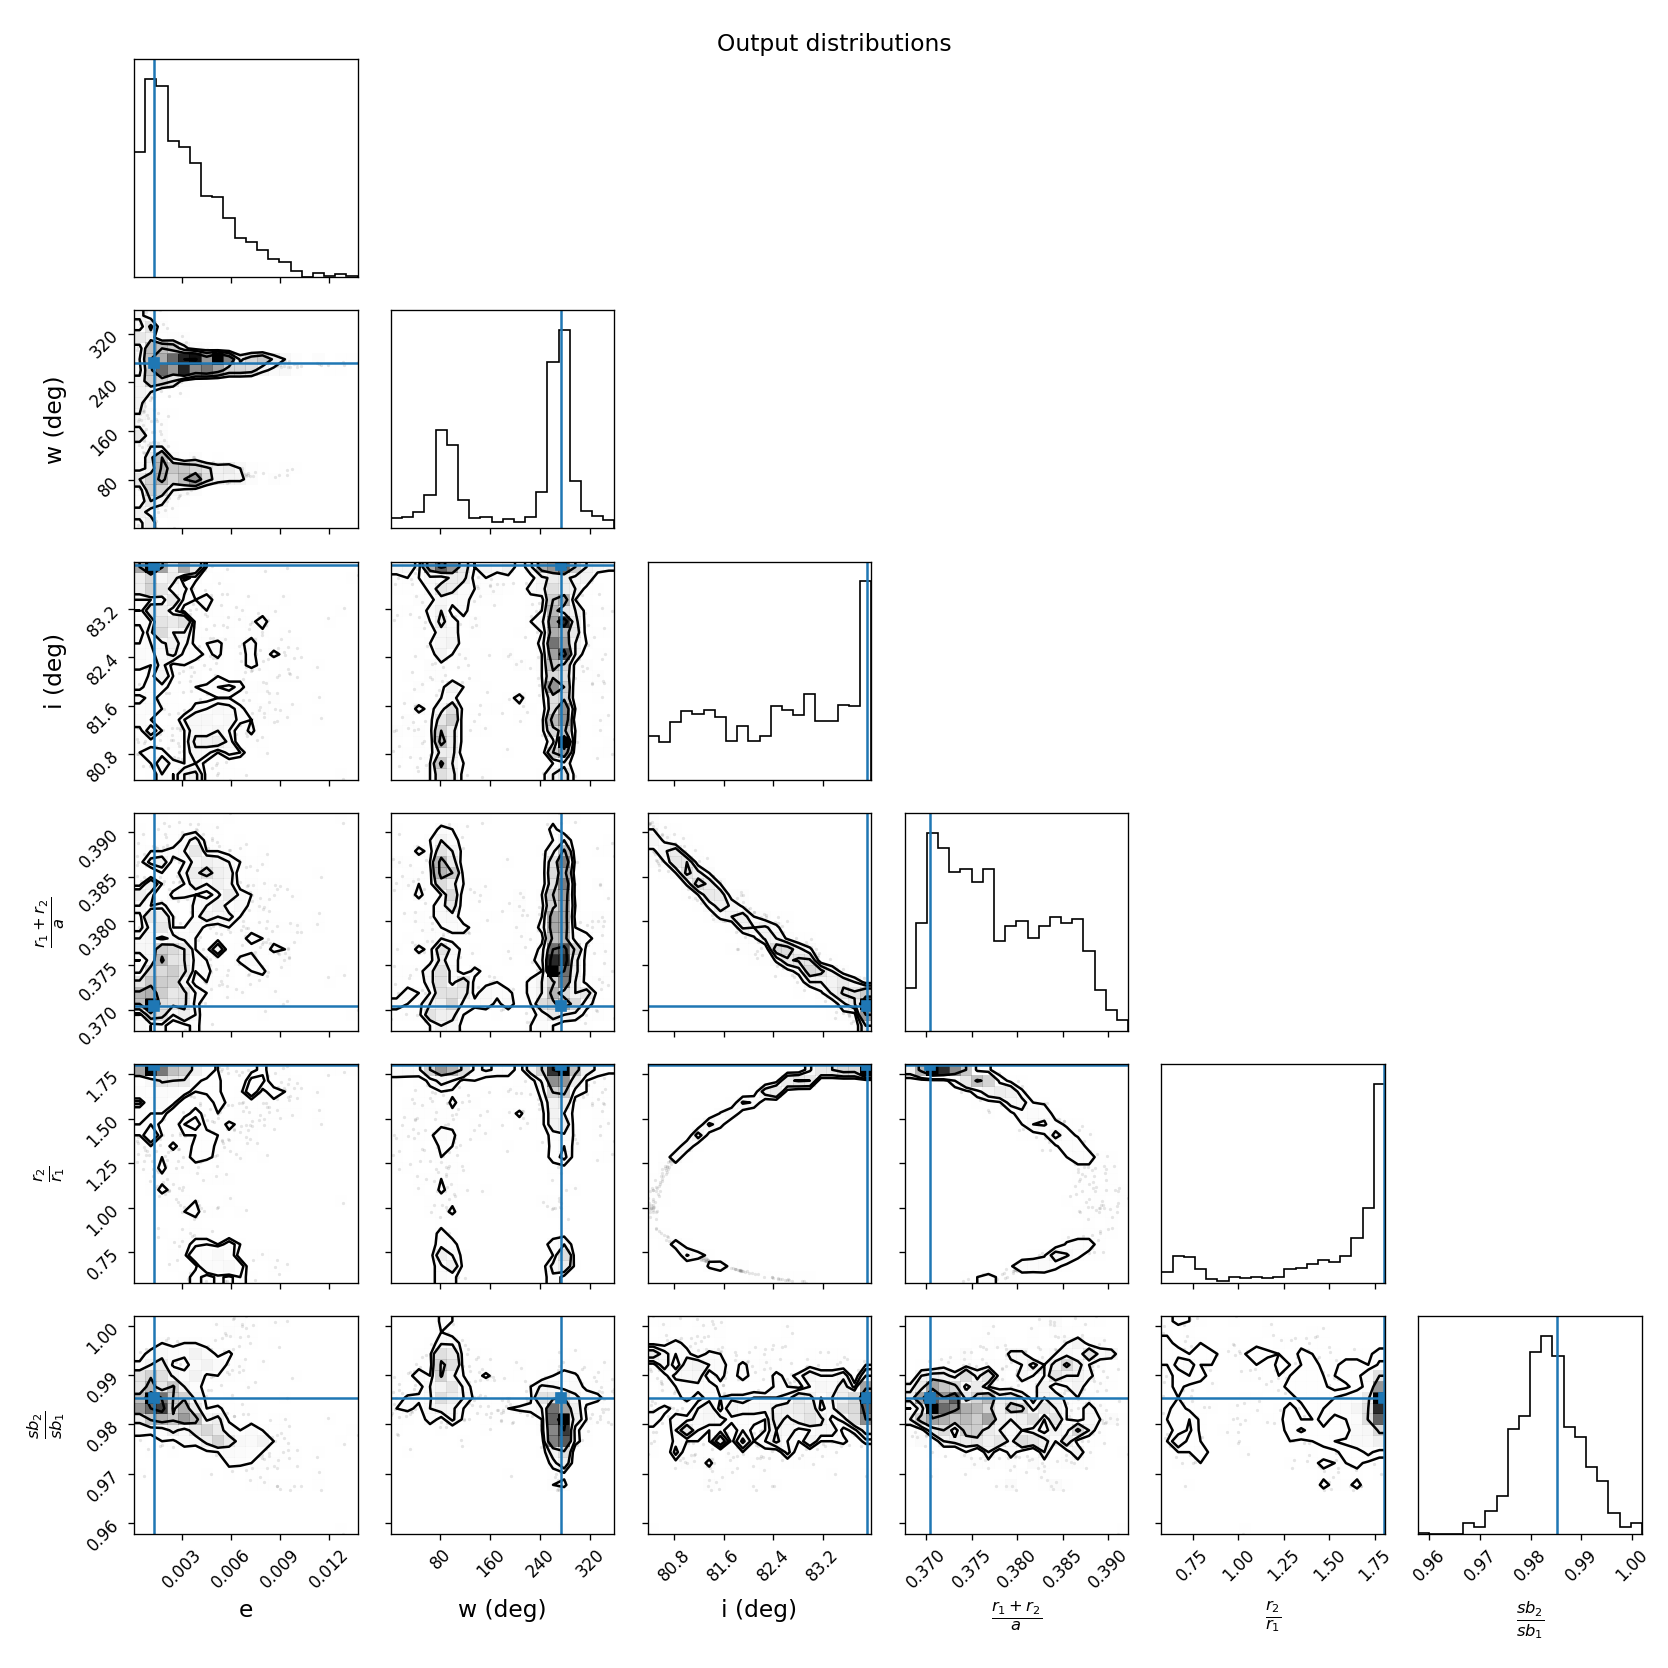 Output distributions
w (deg)
320
240
160
80
i (deg)
83.2
82.4
81.6
80.8
r₁ + r₂
a
0.390
0.385
0.380
0.375
0.370
r₂
r₁
1.75
1.50
1.25
1.00
0.75
sb₂
sb₁
1.00
0.99
0.98
0.97
0.96
0.003 0.006 0.009 0.012
80 160 240 320
80.8 81.6 82.4 83.2
0.370 0.375 0.380 0.385 0.390
0.75 1.00 1.25 1.50 1.75
0.96 0.97 0.98 0.99 1.00
e
w (deg)
i (deg)
r₁ + r₂
a
r₂
r₁
sb₂
sb₁